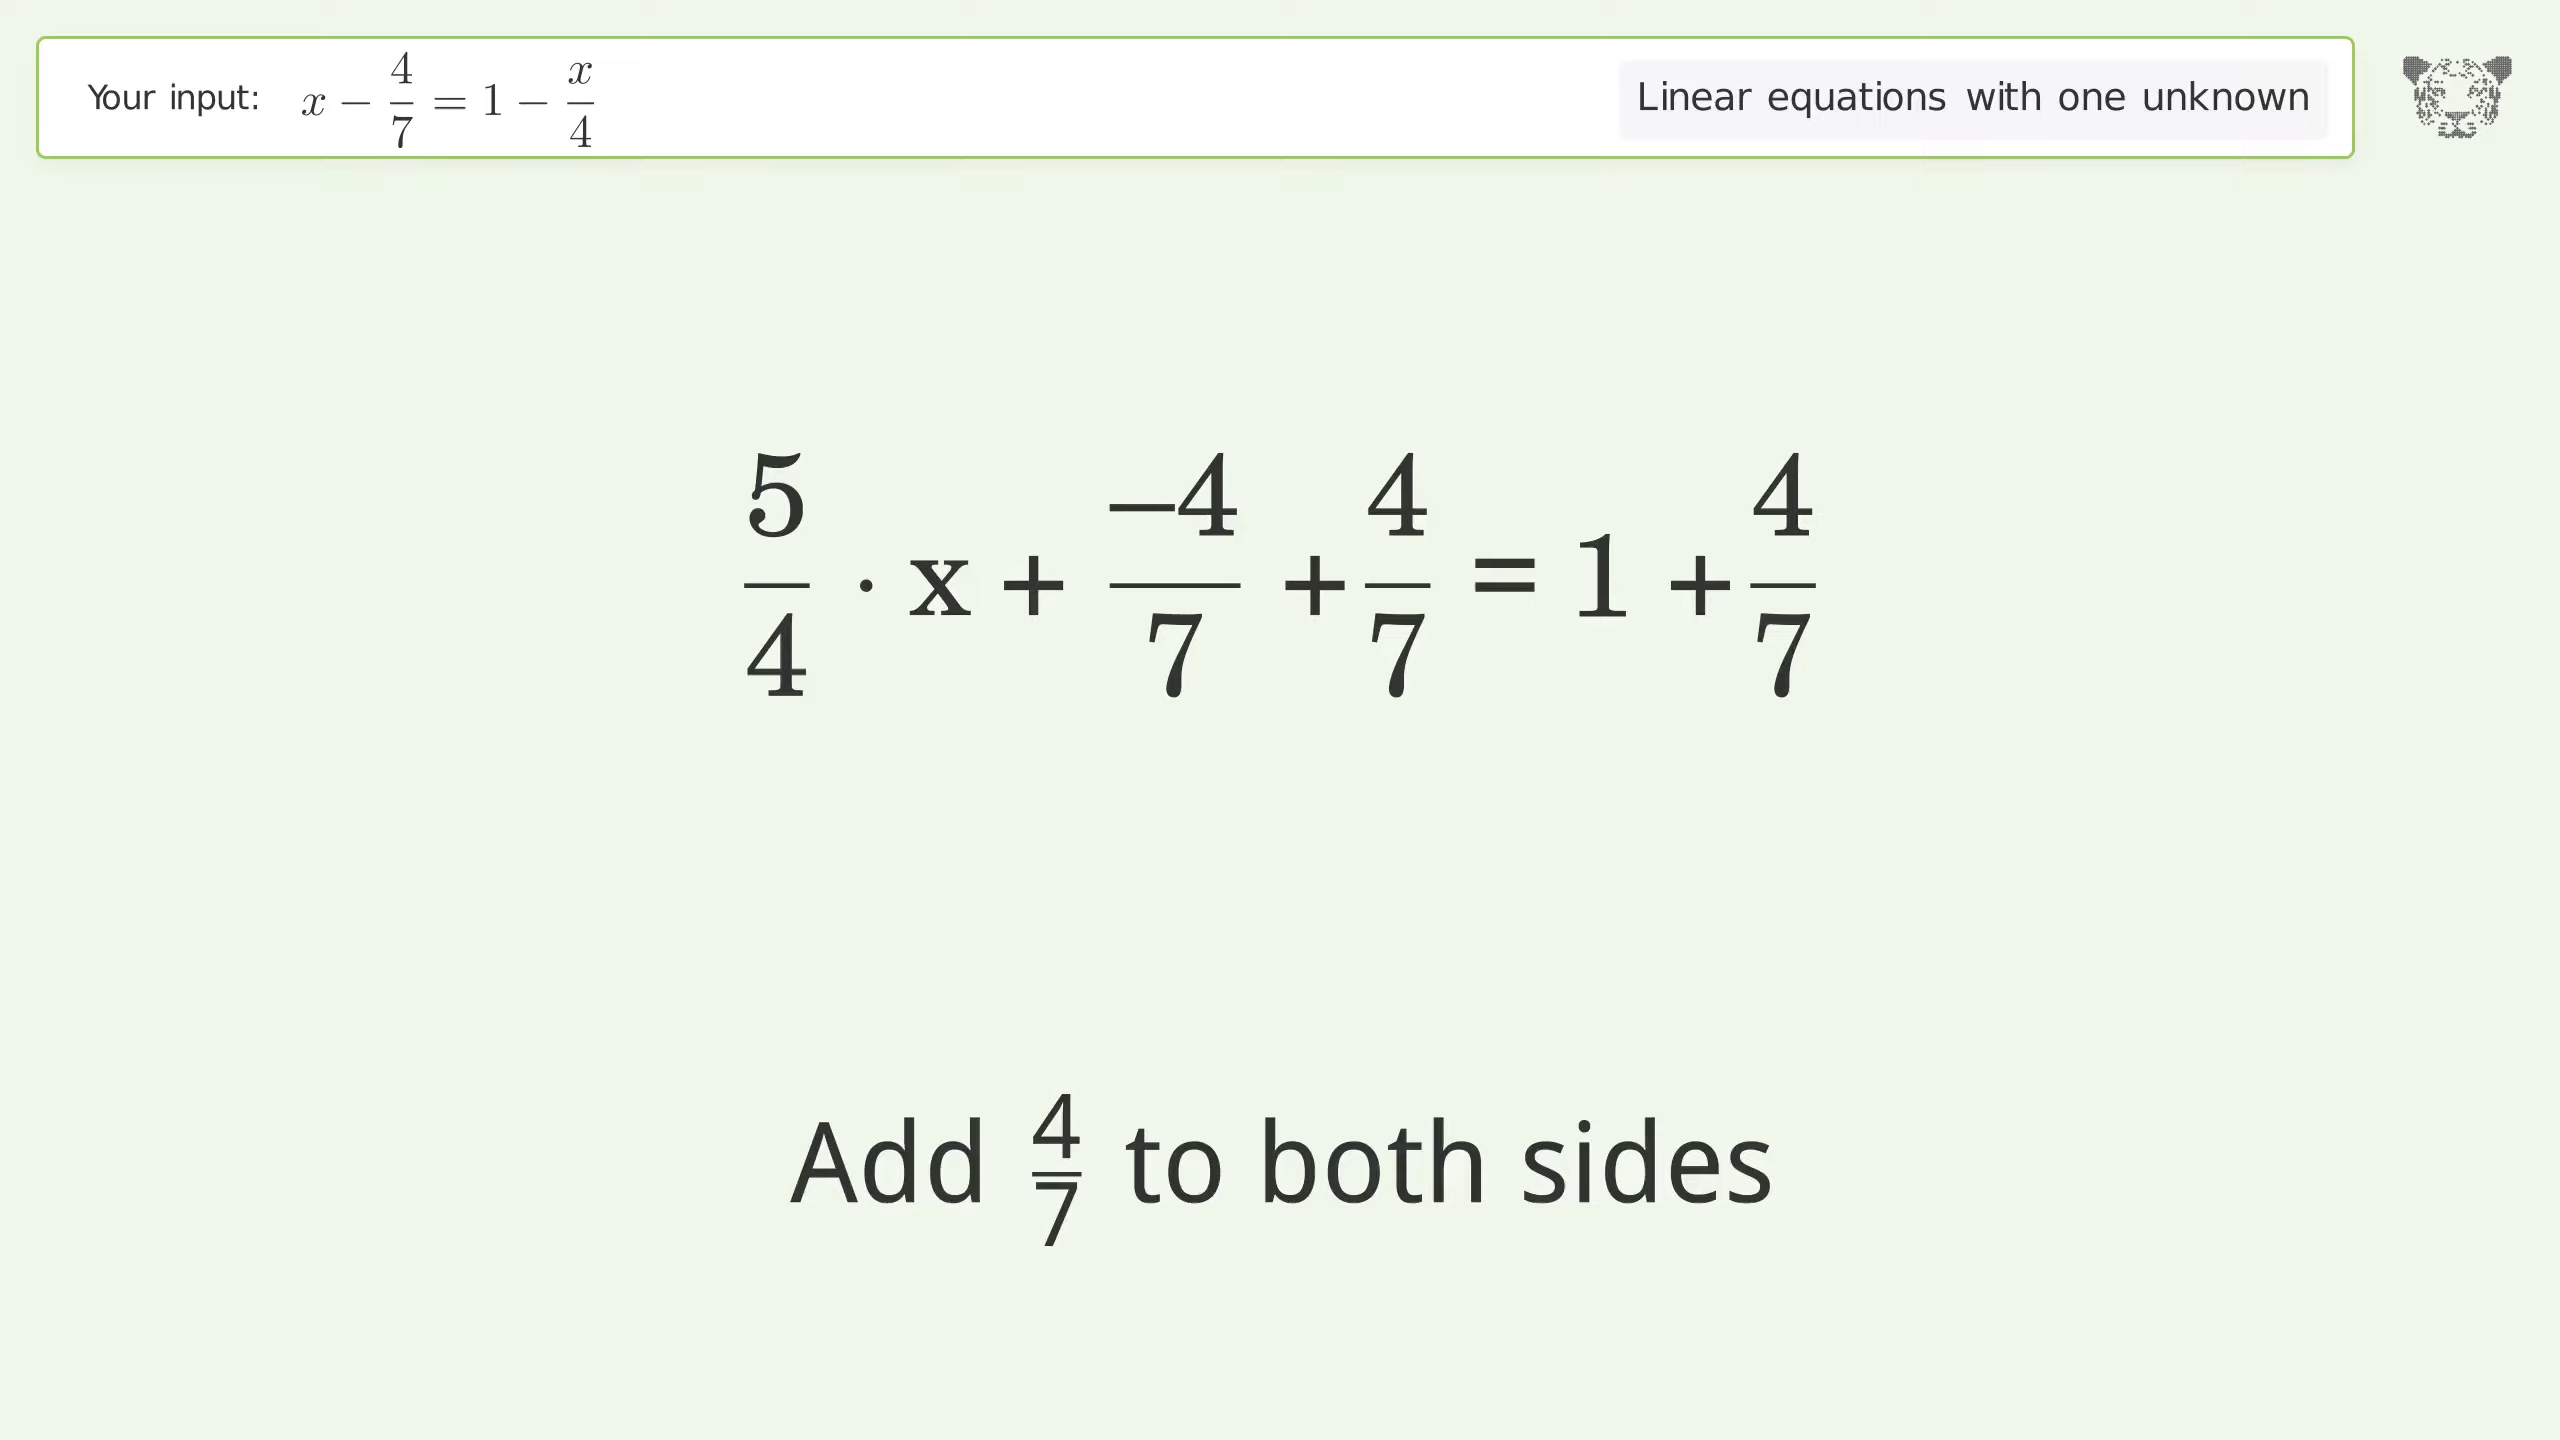 Your input: x − 4/7 = 1 − x/4
Linear equations with one unknown
5/4 · x + −4/7 + 4/7 = 1 + 4/7
Add 4/7 to both sides